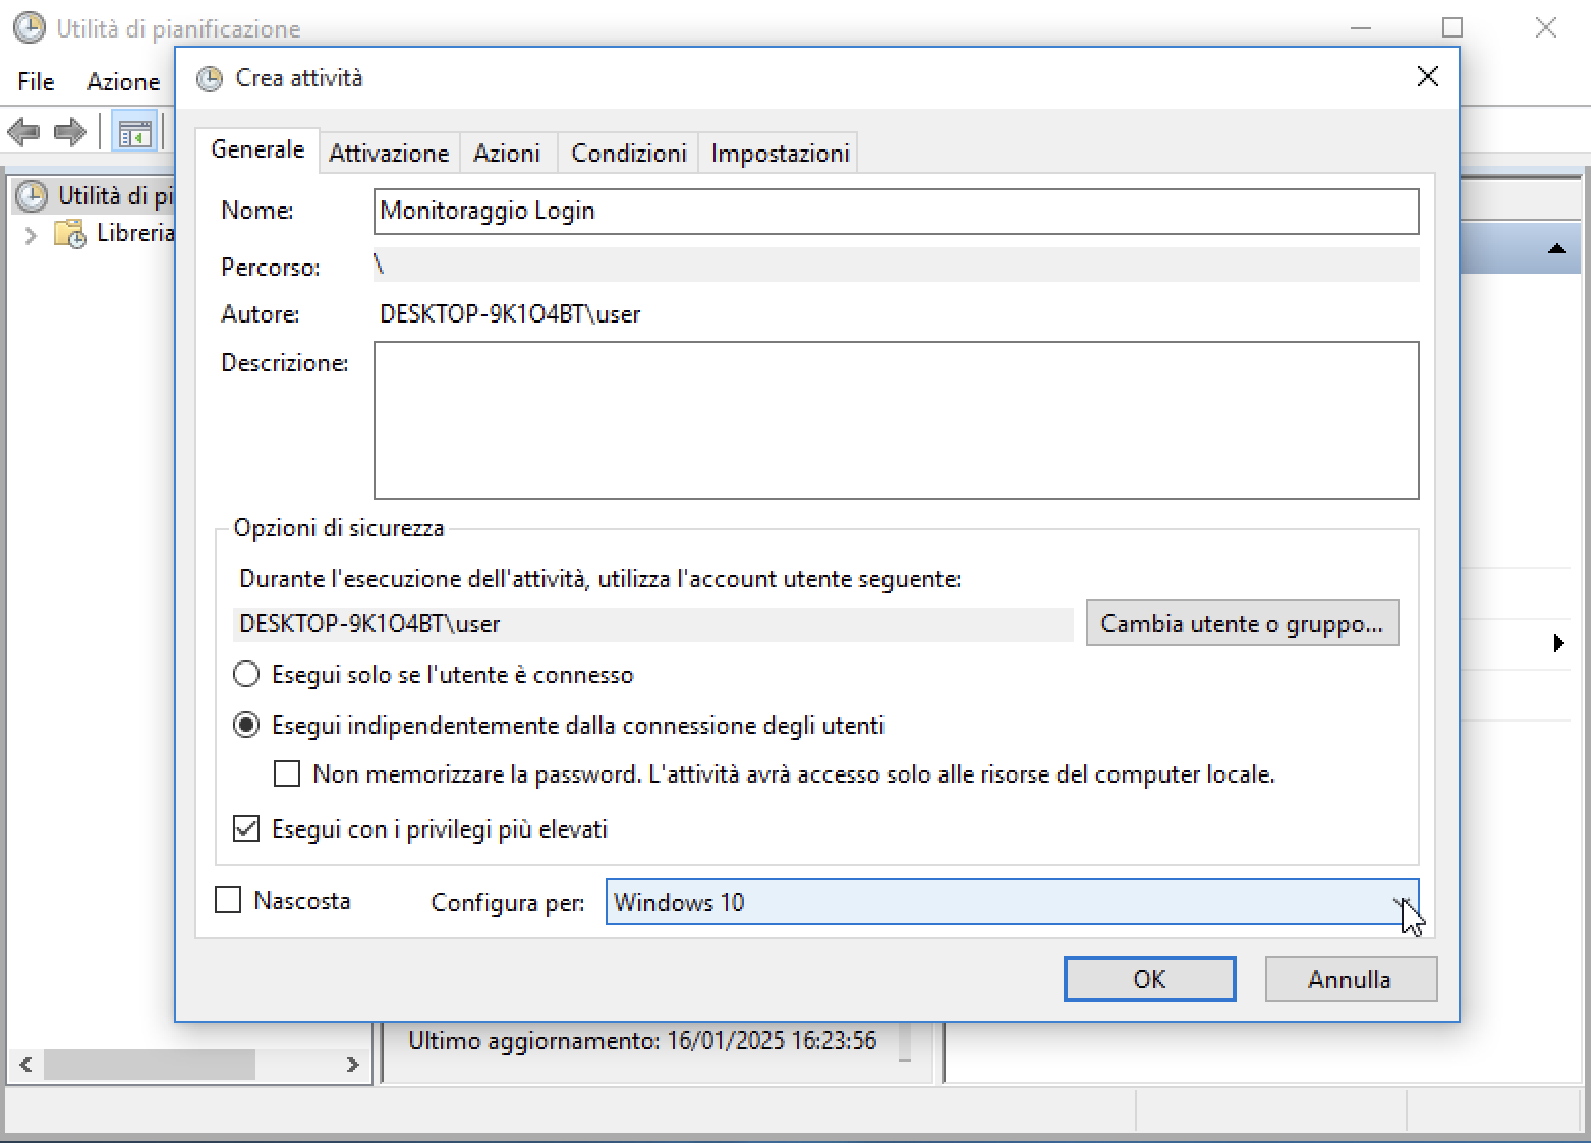 Utilità di pianificazione
File Azione
Crea attività
Generale Attivazione Azioni Condizioni Impostazioni
Utilità di pi
Libreria
Nome: Monitoraggio Login
Percorso: \
Autore: DESKTOP-9K1O4BT\user
Descrizione:
Opzioni di sicurezza
Durante l'esecuzione dell'attività, utilizza l'account utente seguente:
DESKTOP-9K1O4BT\user Cambia utente o gruppo...
Esegui solo se l'utente è connesso
Esegui indipendentemente dalla connessione degli utenti
Non memorizzare la password. L'attività avrà accesso solo alle risorse del computer locale.
Esegui con i privilegi più elevati
Nascosta Configura per: Windows 10
OK Annulla
Ultimo aggiornamento: 16/01/2025 16:23:56